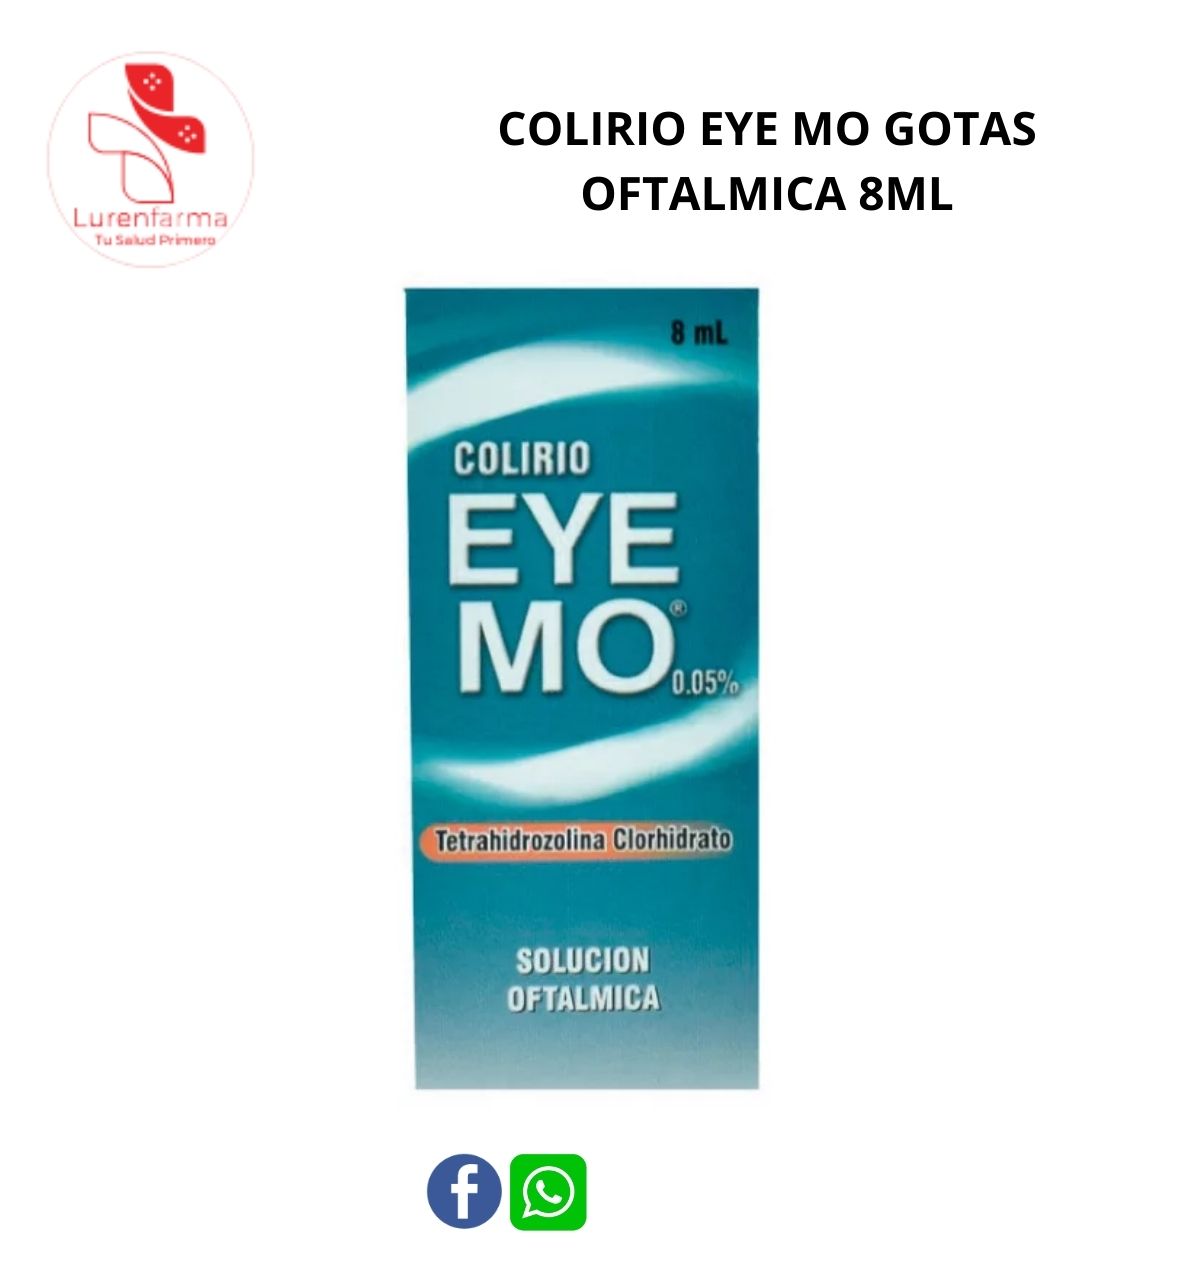 Lurenfarma
Tu Salud Primero
COLIRIO EYE MO GOTAS
OFTALMICA 8ML
8 mL
COLIRIO
EYE
MO®
0.05%
Tetrahidrozolina Clorhidrato
SOLUCION
OFTALMICA